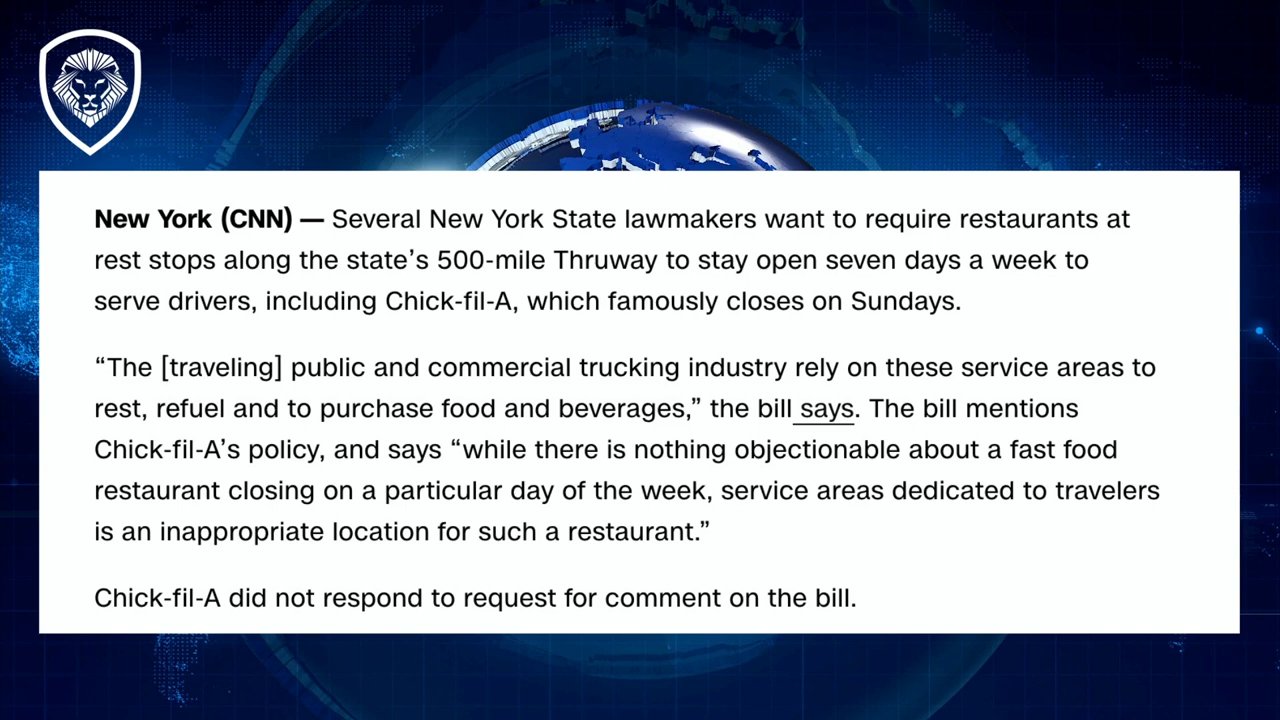 New York (CNN) — Several New York State lawmakers want to require restaurants at
rest stops along the state’s 500-mile Thruway to stay open seven days a week to
serve drivers, including Chick-fil-A, which famously closes on Sundays.
“The [traveling] public and commercial trucking industry rely on these service areas to
rest, refuel and to purchase food and beverages,” the bill says. The bill mentions
Chick-fil-A’s policy, and says “while there is nothing objectionable about a fast food
restaurant closing on a particular day of the week, service areas dedicated to travelers
is an inappropriate location for such a restaurant.”
Chick-fil-A did not respond to request for comment on the bill.